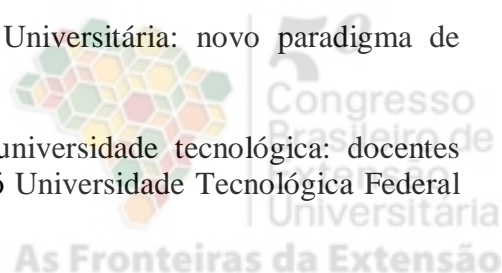 Universitária: novo paradigma de
universidade tecnológica: docentes
Universidade Tecnológica Federal
5º
Congresso
Brasileiro de
Extensão
Universitária
As Fronteiras da Extensão